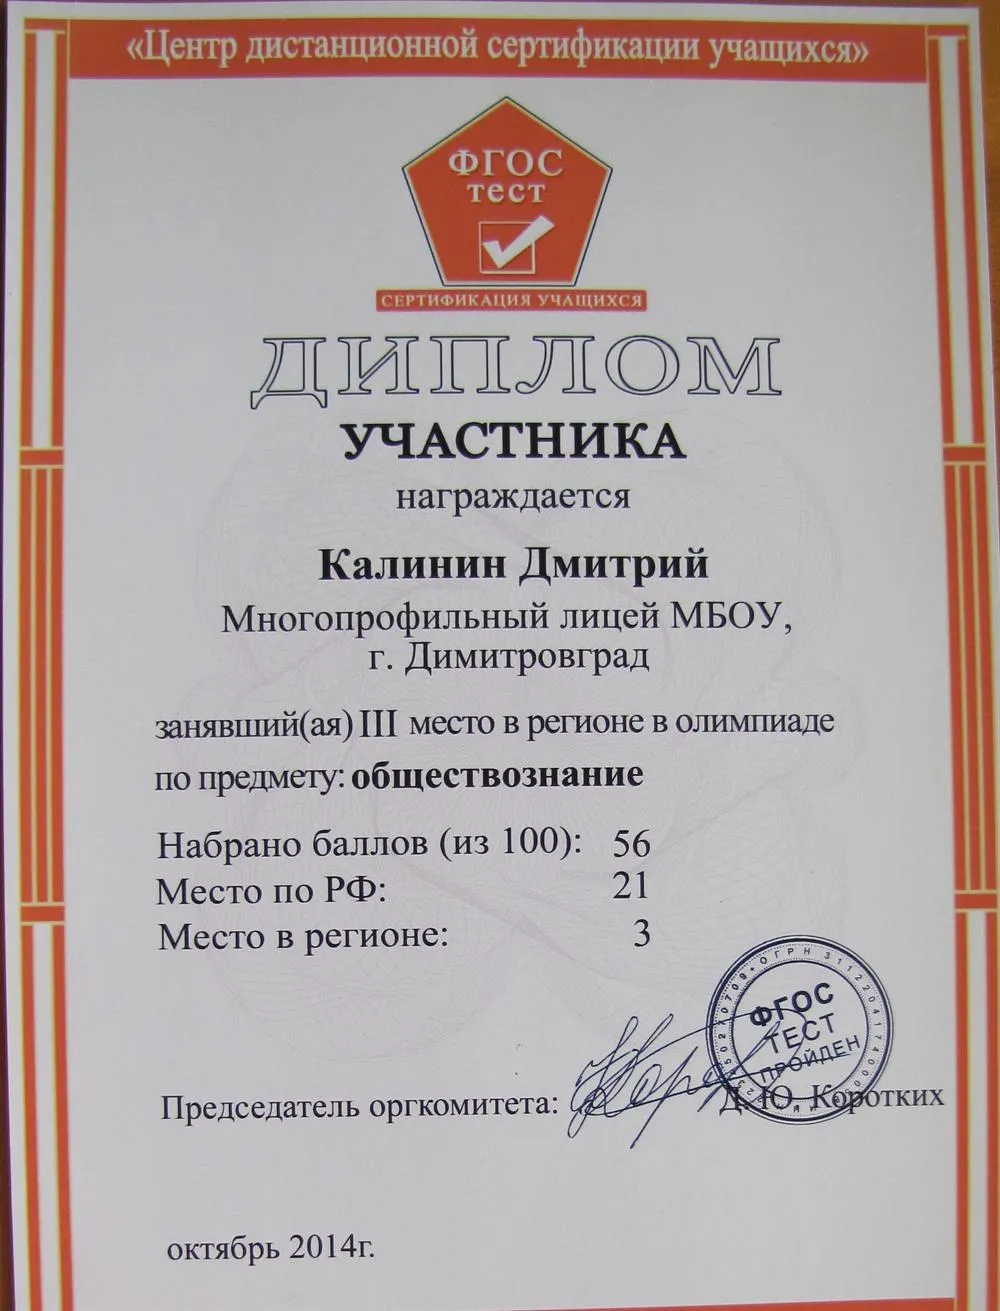 «Центр дистанционной сертификации учащихся»
ФГОС
тест
СЕРТИФИКАЦИЯ УЧАЩИХСЯ
ДИПЛОМ
УЧАСТНИКА
награждается
Калинин Дмитрий
Многопрофильный лицей МБОУ,
г. Димитровград
занявший(ая) III место в регионе в олимпиаде
по предмету: обществознание
Набрано баллов (из 100): 56
Место по РФ: 21
Место в регионе: 3
ФГОС
ТЕСТ
ПРОЙДЕН
Председатель оргкомитета: Д. Ю. Коротких
октябрь 2014г.